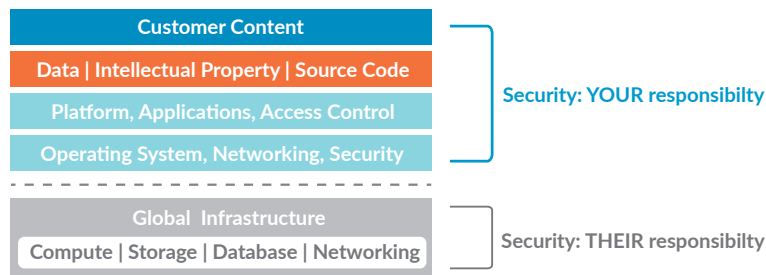 Customer Content
Data | Intellectual Property | Source Code
Platform, Applications, Access Control
Operating System, Networking, Security
Security: YOUR responsibilty
Global Infrastructure
Compute | Storage | Database | Networking
Security: THEIR responsibilty